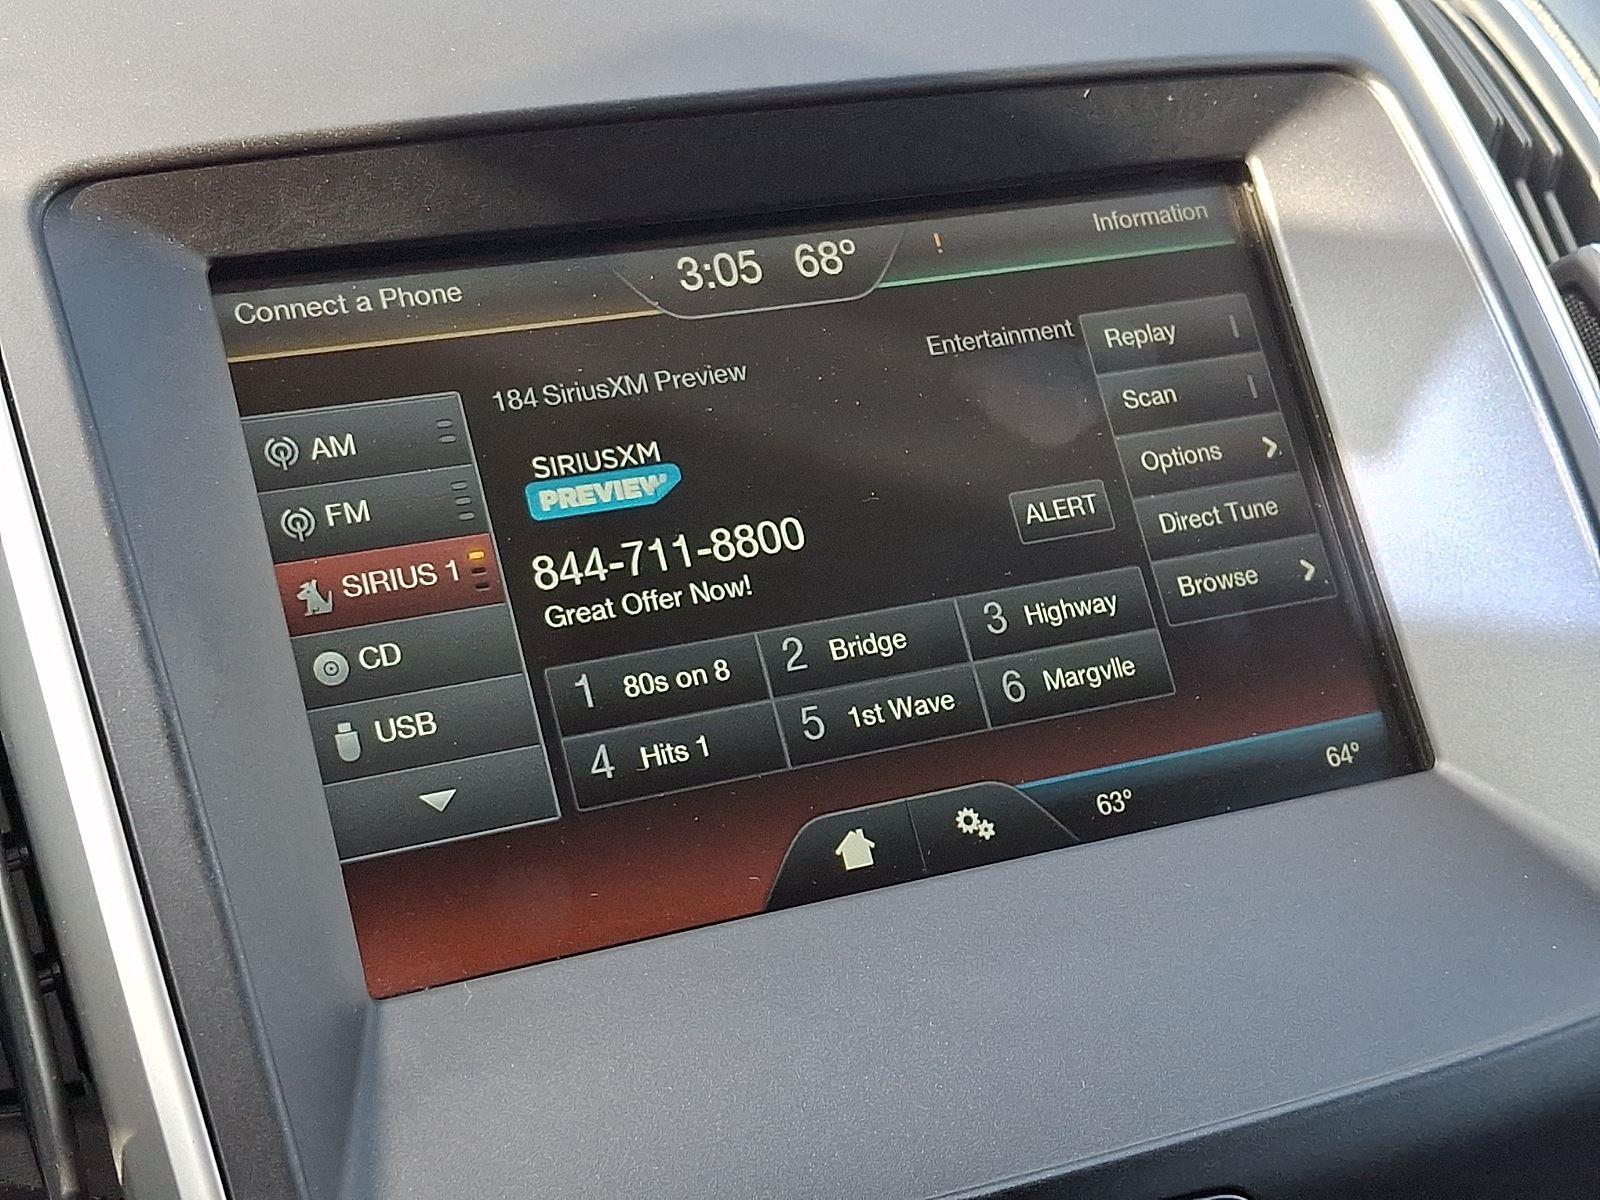 Connect a Phone
3:05 68°
!
Information
184 SiriusXM Preview
Entertainment
AM
FM
SIRIUS 1
CD
USB
SIRIUSXM
PREVIEW
844-711-8800
Great Offer Now!
ALERT
Replay
Scan
Options
Direct Tune
Browse
1 80s on 8
2 Bridge
3 Highway
4 Hits 1
5 1st Wave
6 Margvlle
63°
64°